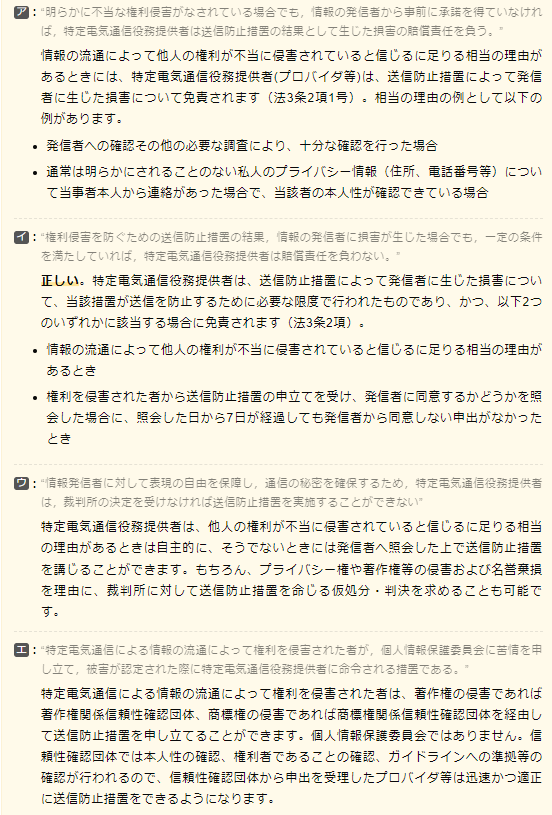 ア："明らかに不当な権利侵害がなされている場合でも，情報の発信者から事前に承諾を得ていなけれ
ば，特定電気通信役務提供者は送信防止措置の結果として生じた損害の賠償責任を負う。"
情報の流通によって他人の権利が不当に侵害されていると信じるに足りる相当の理由が
あるときには、特定電気通信役務提供者(プロバイダ等)は、送信防止措置によって発信
者に生じた損害について免責されます（法3条2項1号）。相当の理由の例として以下の
例があります。
• 発信者への確認その他の必要な調査により、十分な確認を行った場合
• 通常は明らかにされることのない私人のプライバシー情報（住所、電話番号等）につい
て当事者本人から連絡があった場合で、当該者の本人性が確認できている場合
イ："権利侵害を防ぐための送信防止措置の結果，情報の発信者に損害が生じた場合でも，一定の条件
を満たしていれば，特定電気通信役務提供者は賠償責任を負わない。"
正しい。特定電気通信役務提供者は、送信防止措置によって発信者に生じた損害につい
て、当該措置が送信を防止するために必要な限度で行われたものであり、かつ、以下2つ
のいずれかに該当する場合に免責されます（法3条2項）。
• 情報の流通によって他人の権利が不当に侵害されていると信じるに足りる相当の理由が
あるとき
• 権利を侵害された者から送信防止措置の申立てを受け、発信者に同意するかどうかを照
会した場合に、照会した日から7日が経過しても発信者から同意しない申出がなかった
とき
ウ："情報発信者に対して表現の自由を保障し，通信の秘密を確保するため，特定電気通信役務提供者
は，裁判所の決定を受けなければ送信防止措置を実施することができない"
特定電気通信役務提供者は、他人の権利が不当に侵害されていると信じるに足りる相当
の理由があるときは自主的に、そうでないときには発信者へ照会した上で送信防止措置
を講じることができます。もちろん、プライバシー権や著作権等の侵害および名誉棄損
を理由に、裁判所に対して送信防止措置を命じる仮処分・判決を求めることも可能で
す。
エ："特定電気通信による情報の流通によって権利を侵害された者が，個人情報保護委員会に苦情を申
し立て，被害が認定された際に特定電気通信役務提供者に命令される措置である。"
特定電気通信による情報の流通によって権利を侵害された者は、著作権の侵害であれば
著作権関係信頼性確認団体、商標権の侵害であれば商標権関係信頼性確認団体を経由し
て送信防止措置を申し立てることができます。個人情報保護委員会ではありません。信
頼性確認団体では本人性の確認、権利者であることの確認、ガイドラインへの準拠等の
確認が行われるので、信頼性確認団体から申出を受理したプロバイダ等は迅速かつ適正
に送信防止措置をできるようになります。